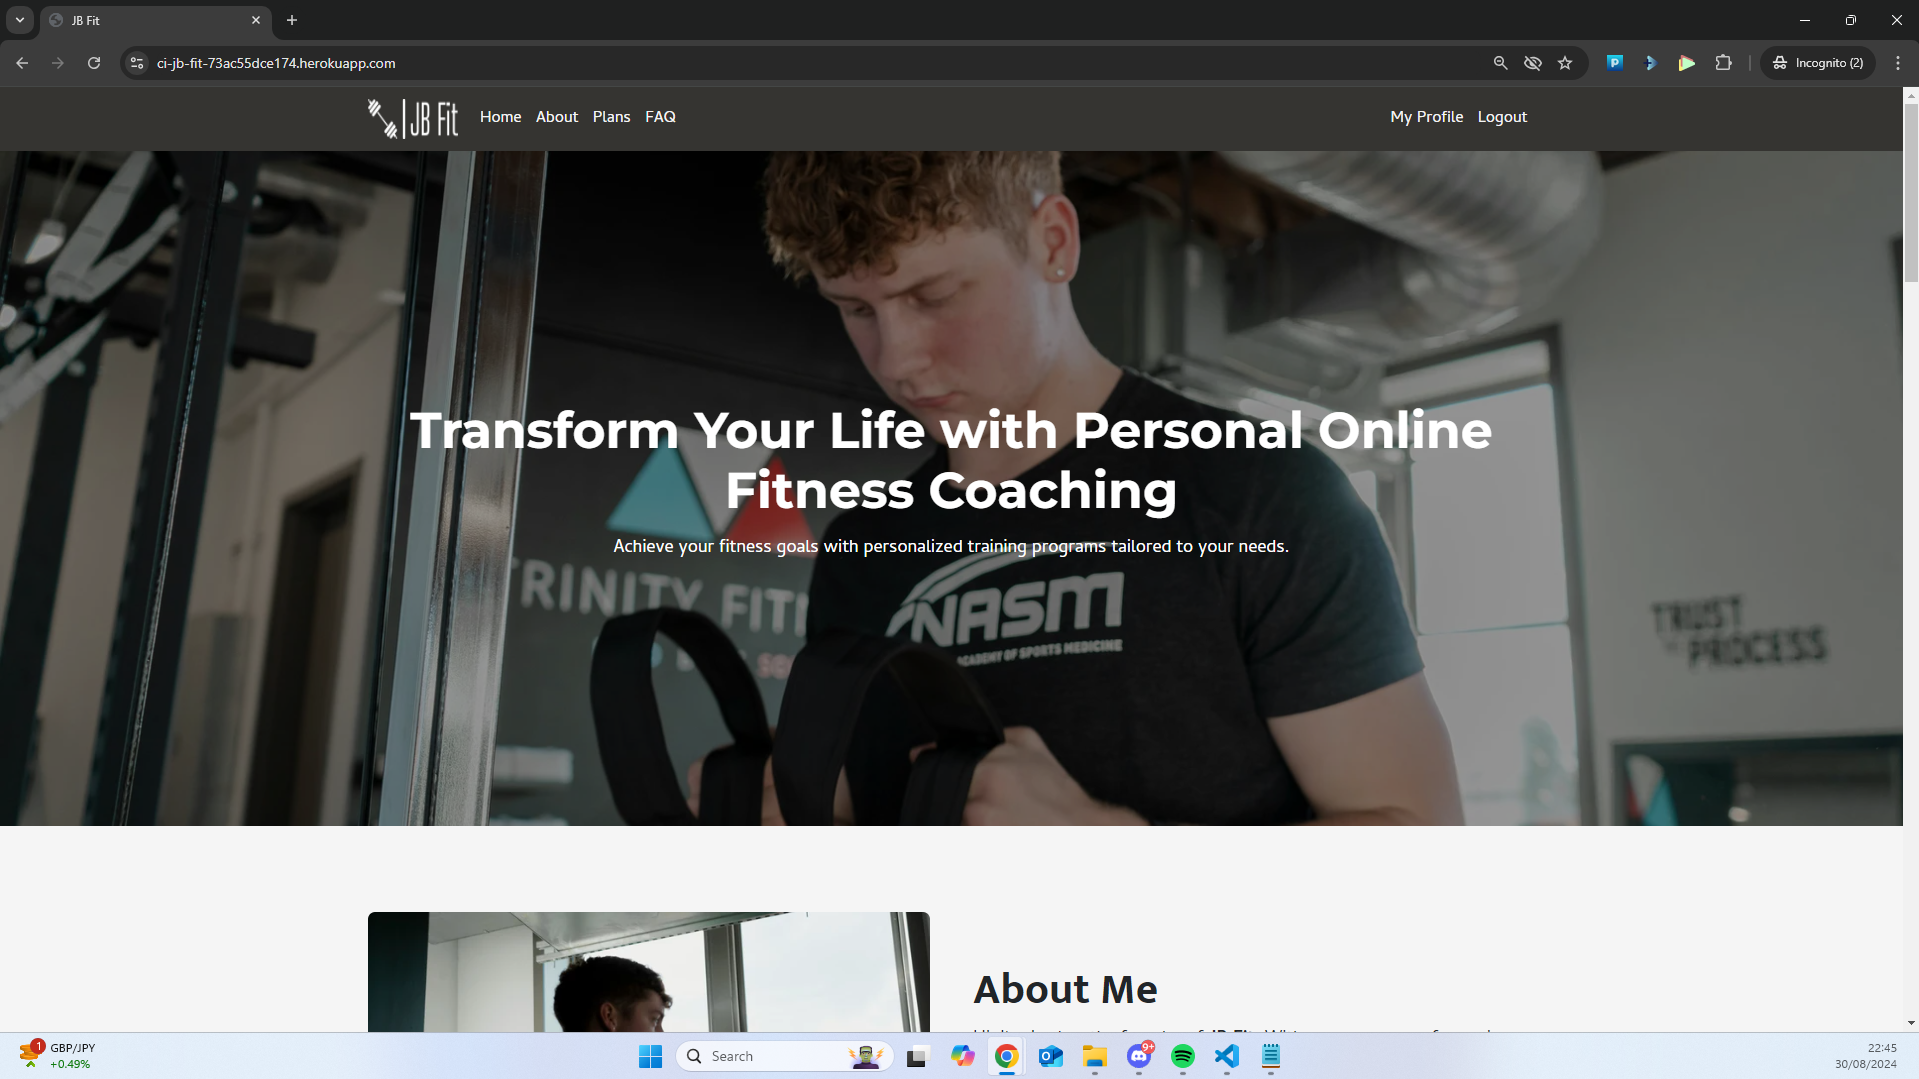 JB Fit
ci-jb-fit-73ac55dce174.herokuapp.com
Incognito (2)
JB Fit
Home About Plans FAQ
My Profile Logout
Transform Your Life with Personal Online
Fitness Coaching
Achieve your fitness goals with personalized training programs tailored to your needs.
TRINITY FIT
NASM
ACADEMY OF SPORTS MEDICINE
TRUST
PROCESS
About Me
1
GBP/JPY
+0.49%
Search
9+
22:45
30/08/2024